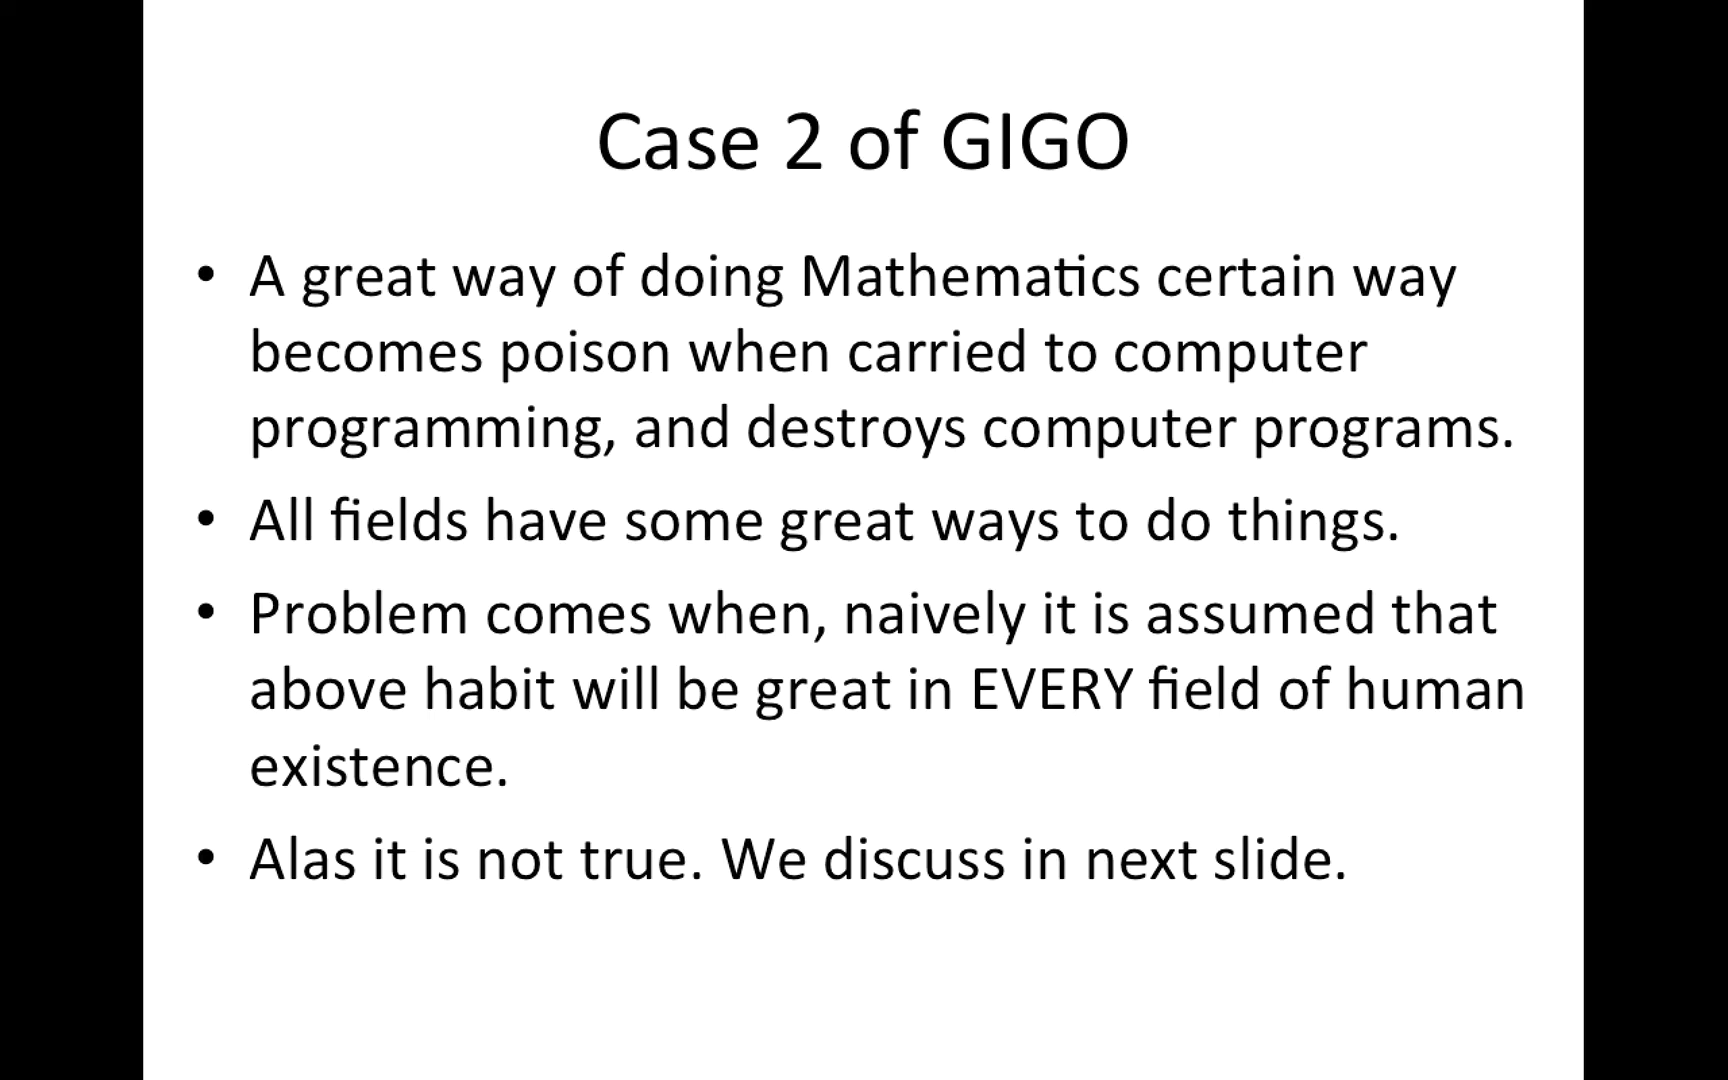 Case 2 of GIGO
• A great way of doing Mathematics certain way
becomes poison when carried to computer
programming, and destroys computer programs.
• All fields have some great ways to do things.
• Problem comes when, naively it is assumed that
above habit will be great in EVERY field of human
existence.
• Alas it is not true. We discuss in next slide.